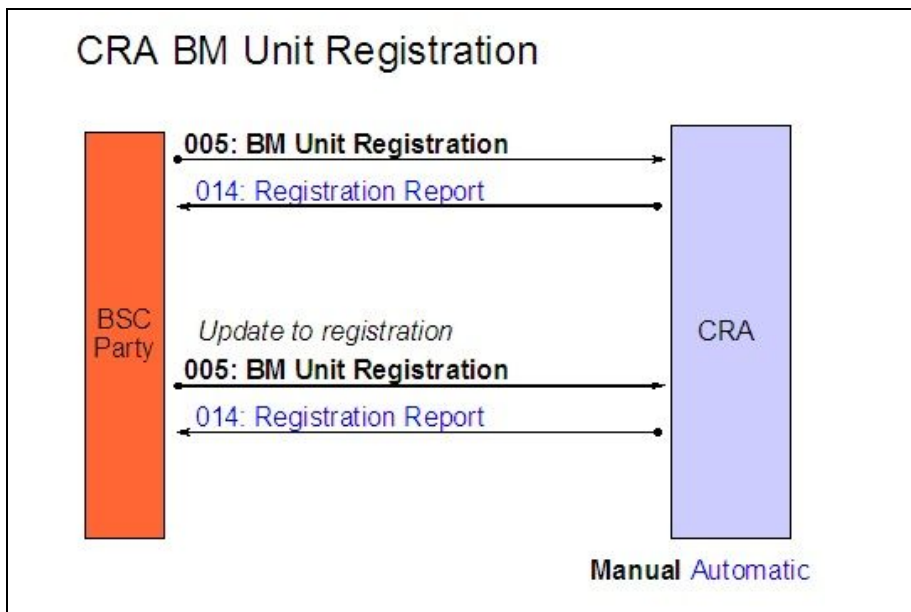 CRA BM Unit Registration
005: BM Unit Registration
014: Registration Report
BSC
Party
Update to registration
CRA
005: BM Unit Registration
014: Registration Report
Manual Automatic